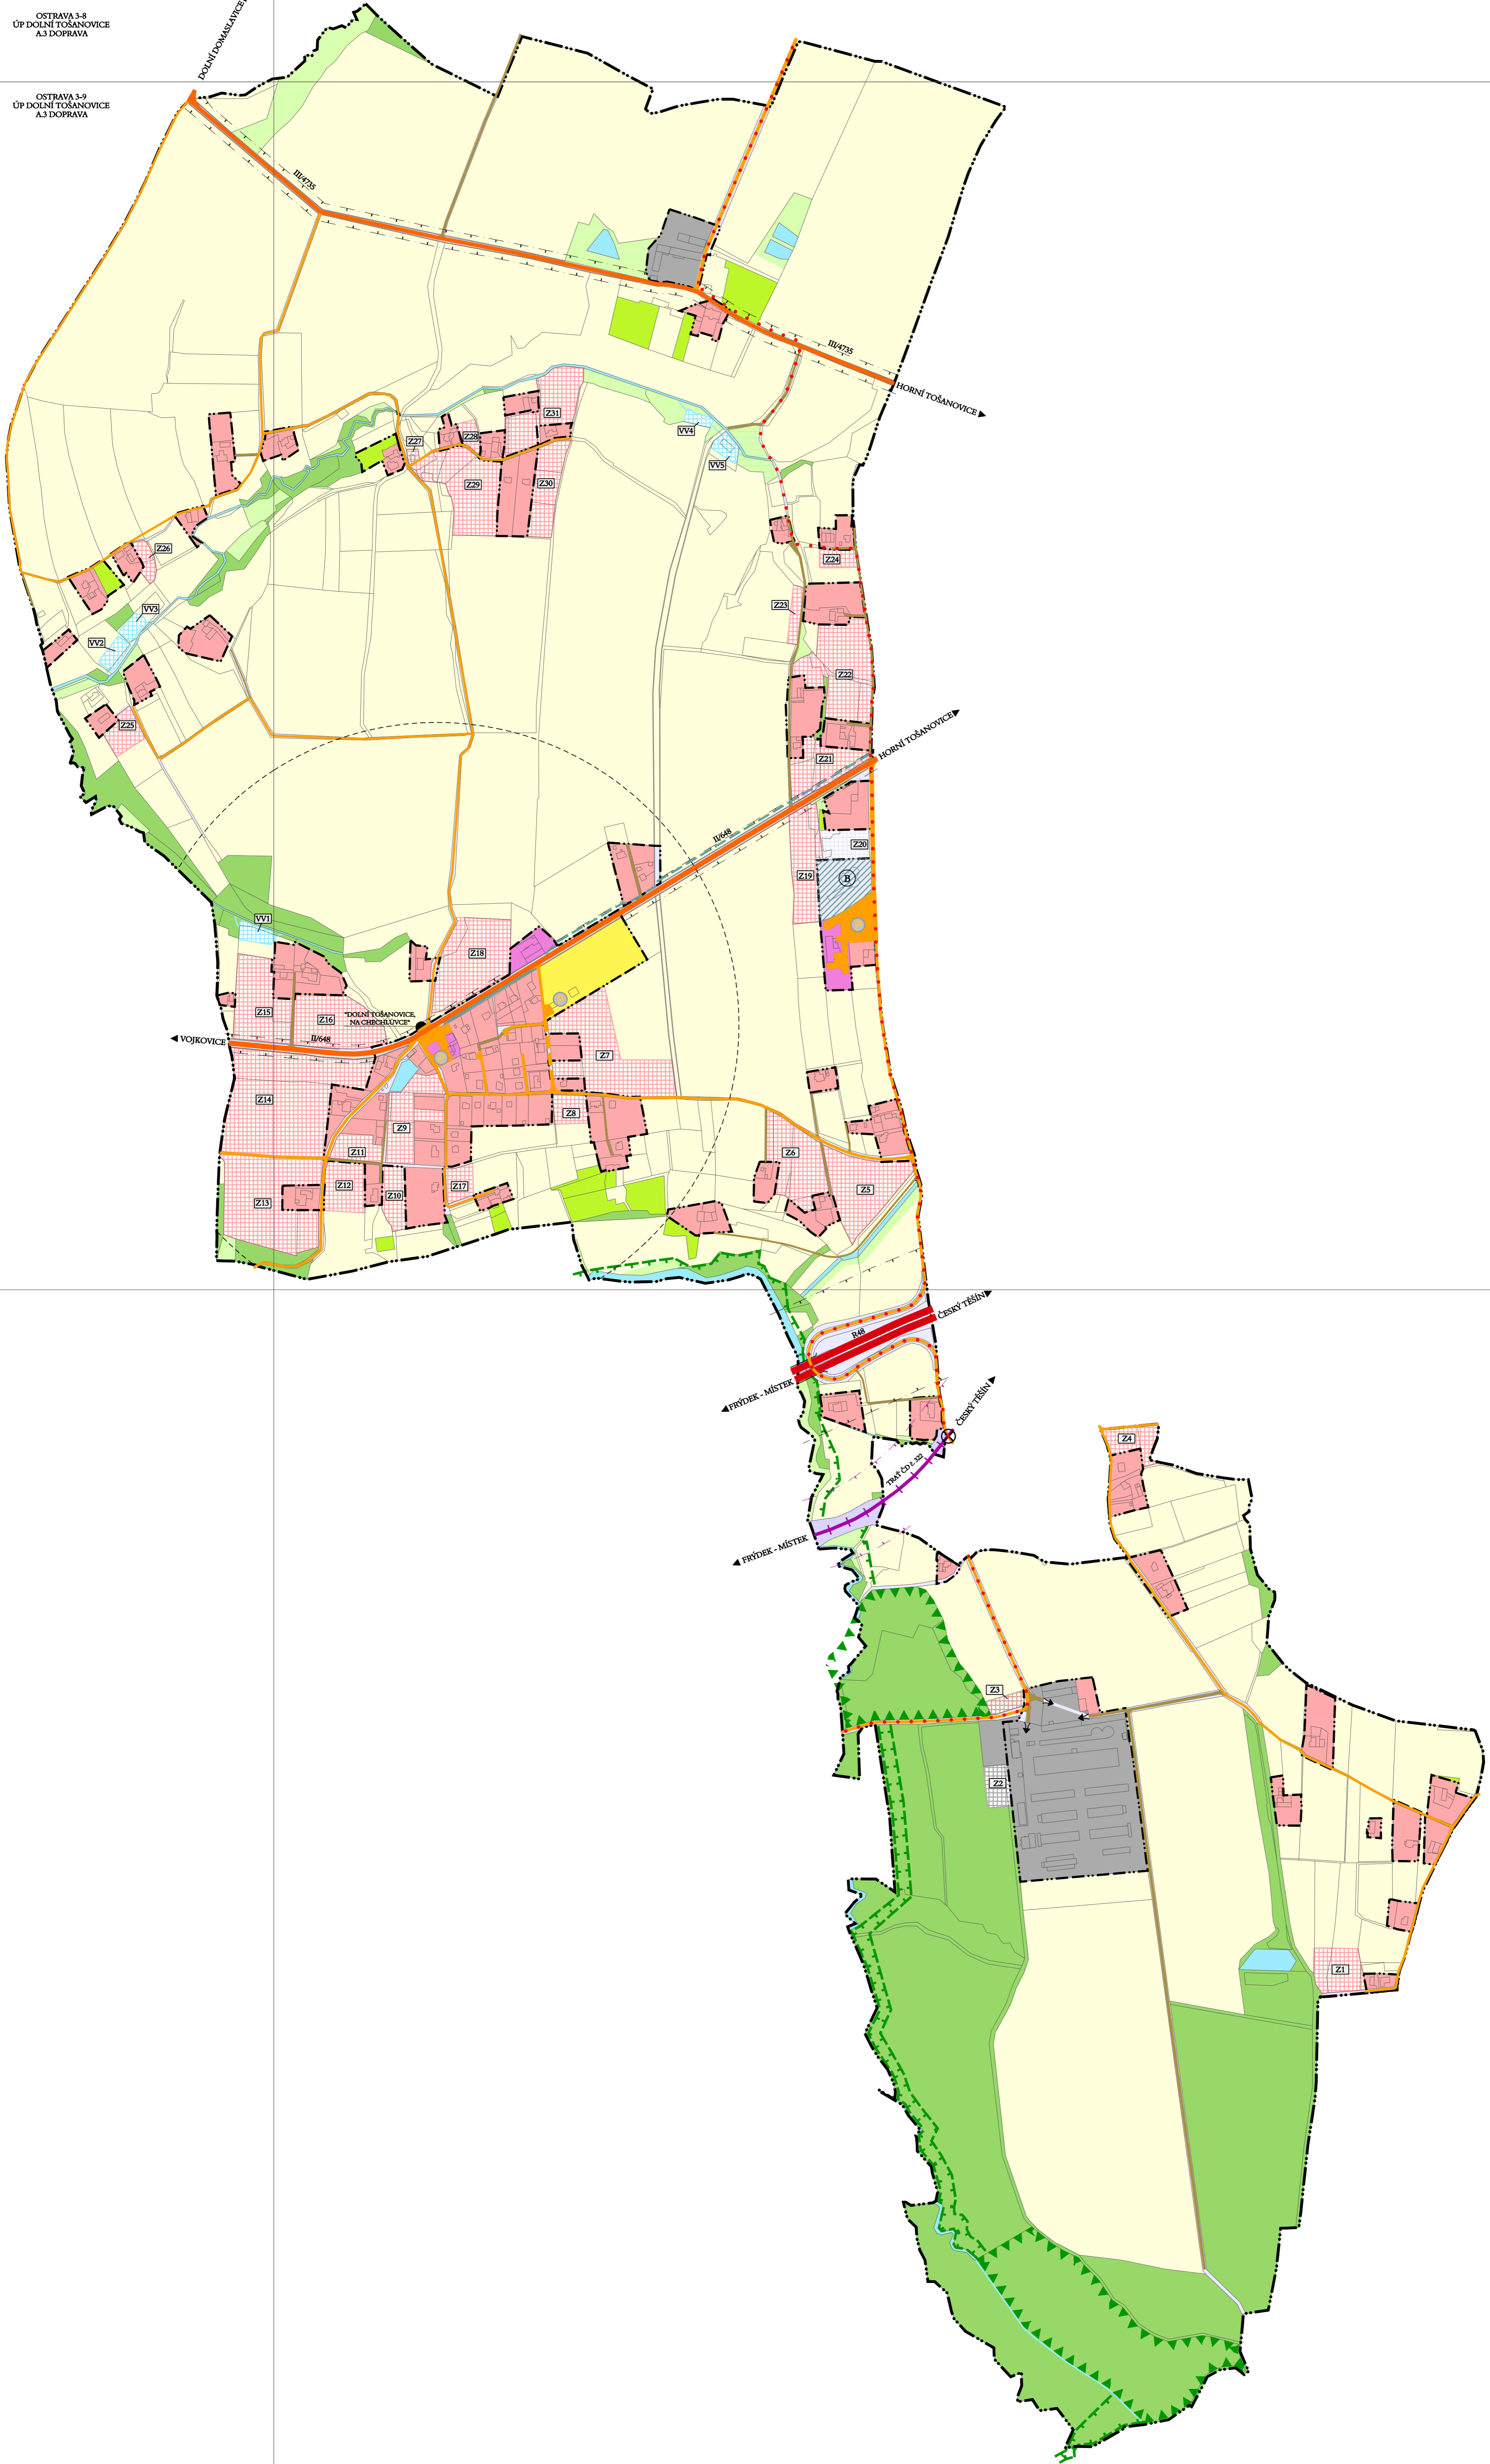 OSTRAVA 3-8
ÚP DOLNÍ TOŠANOVICE
A.3 DOPRAVA
DOLNÍ DOMASLAVICE
OSTRAVA 3-9
ÚP DOLNÍ TOŠANOVICE
A.3 DOPRAVA
III/4735
III/4735
HORNÍ TOŠANOVICE
Z31
VV4
Z28
Z27
VV5
Z29
Z30
Z26
Z24
Z23
VV3
VV2
Z22
HORNÍ TOŠANOVICE
Z25
Z21
II/648
Z20
Z19
B
VV1
Z18
Z15
Z16
"DOLNÍ TOŠANOVICE,
NA CHECHLŮVCE"
VOJKOVICE
II/648
Z7
Z14
Z8
Z9
Z11
Z6
Z12
Z17
Z5
Z13
Z10
ČESKÝ TĚŠÍN
R48
FRÝDEK - MÍSTEK
ČESKÝ TĚŠÍN
Z4
TRAŤ ČD č. 322
FRÝDEK - MÍSTEK
Z3
Z2
Z1